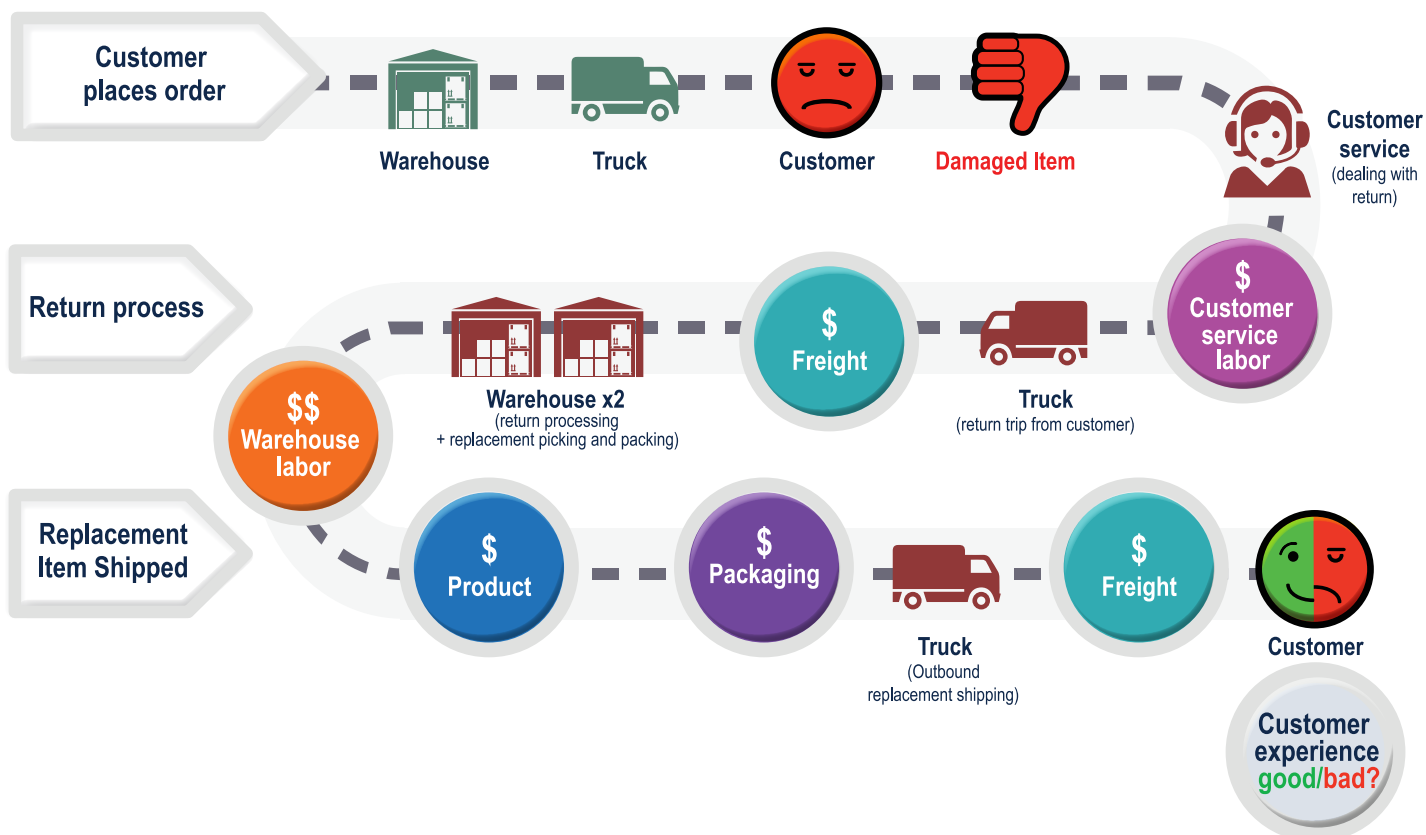 Customer
places order
Warehouse
Truck
Customer
Damaged Item
Customer
service
(dealing with
return)
Return process
$$
Warehouse
labor
Warehouse x2
(return processing
+ replacement picking and packing)
$
Freight
Truck
(return trip from customer)
$
Customer
service
labor
Replacement
Item Shipped
$
Product
$
Packaging
Truck
(Outbound
replacement shipping)
$
Freight
Customer
Customer
experience
good/bad?